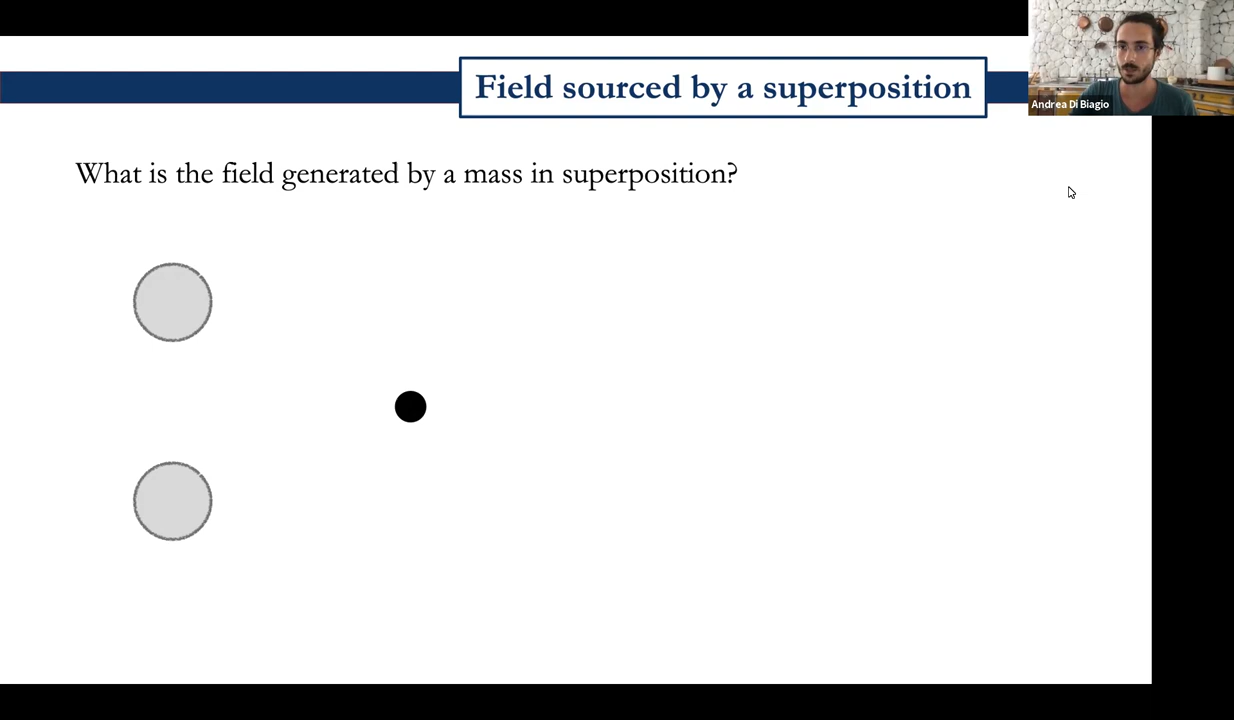 Field sourced by a superposition
Andrea Di Biagio
What is the field generated by a mass in superposition?